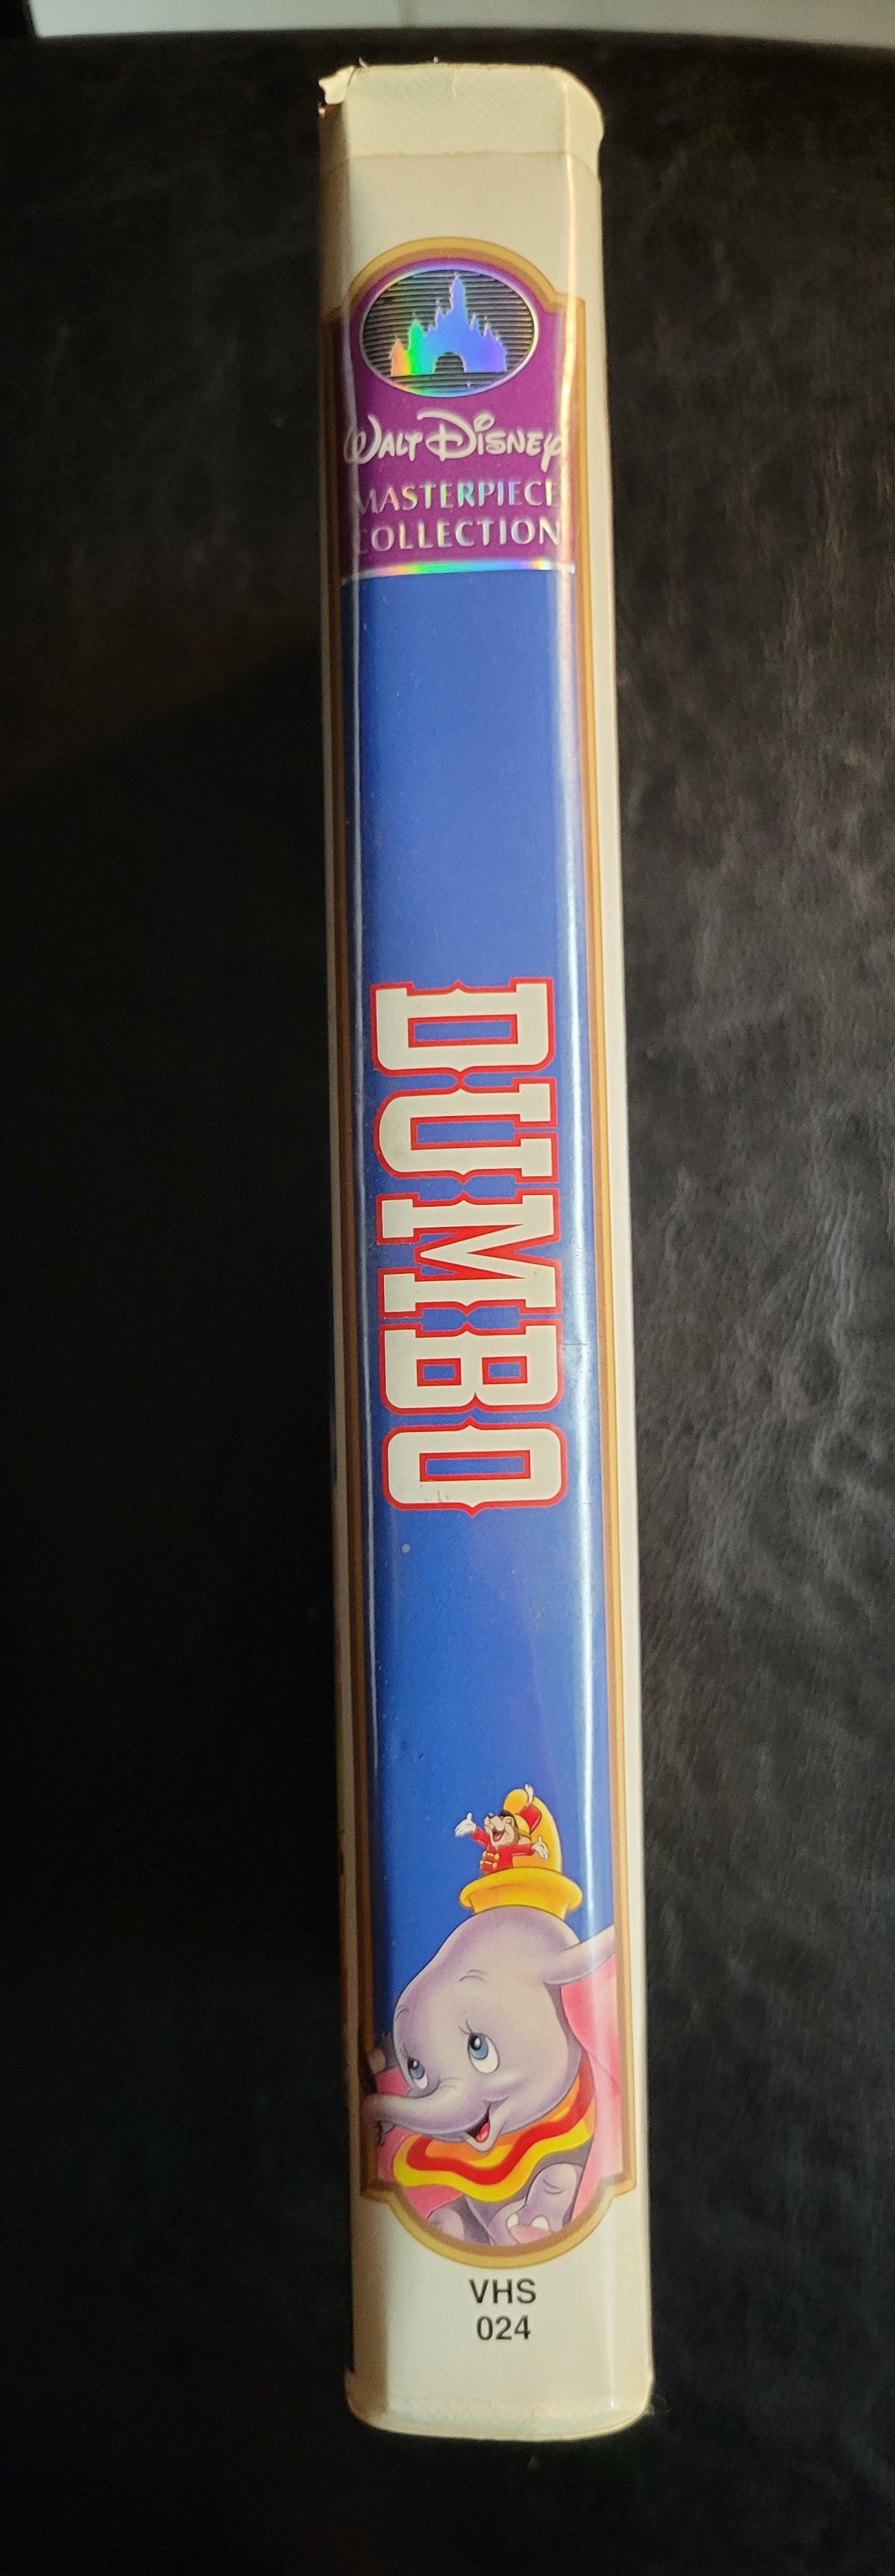 WALT DISNEY
MASTERPIECE
COLLECTION
DUMBO
VHS
024